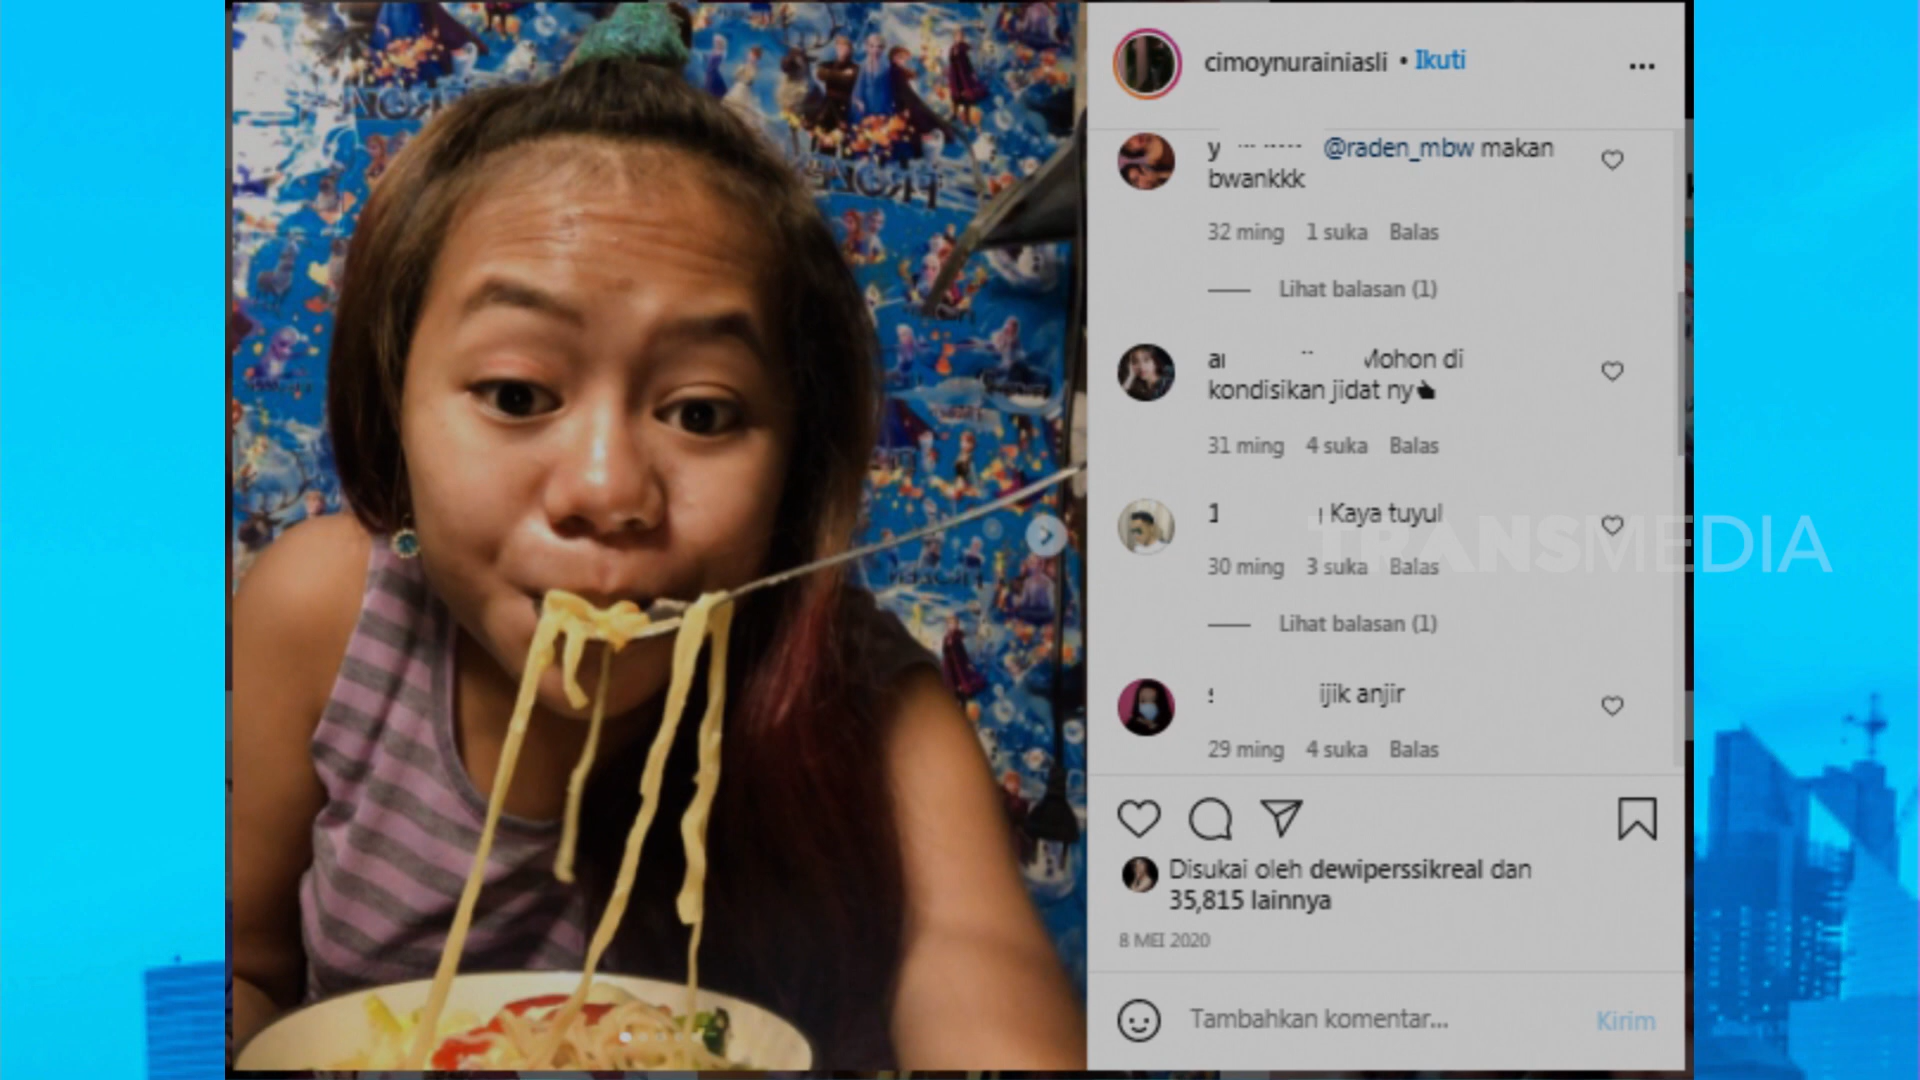 cimoynurainiasli • Ikuti
y @raden_mbw makan
bwankkk
32 ming 1 suka Balas
Lihat balasan (1)
Mohon di
kondisikan jidat ny
31 ming 4 suka Balas
1 Kaya tuyul
30 ming 3 suka Balas
Lihat balasan (1)
ijik anjir
29 ming 4 suka Balas
TRANSMEDIA
Disukai oleh dewiperssikreal dan
35,815 lainnya
8 MEI 2020
Tambahkan komentar... Kirim